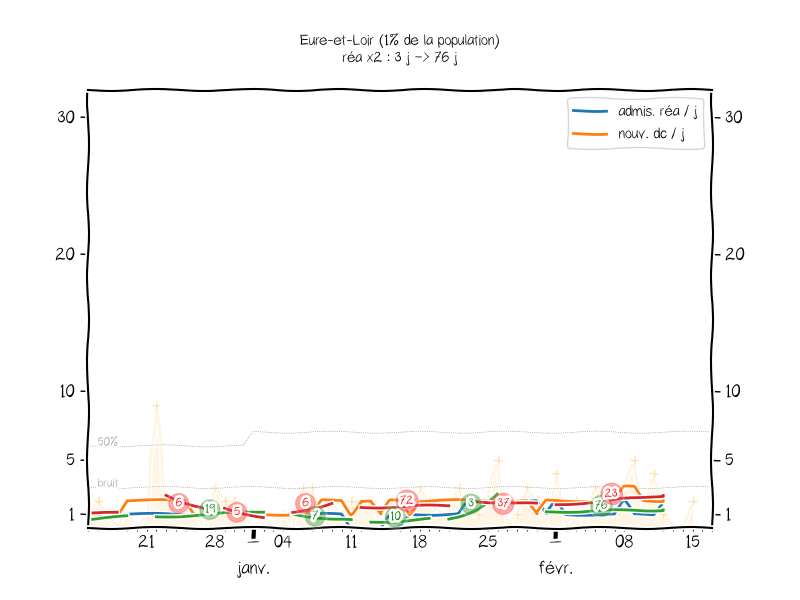 Eure-et-Loir (1% de la population)
réa x2 : 3 j -> 76 j
admis. réa / j
nouv. dc / j
30 30
20 20
10 10
50%
5 5
bruit
1 1
6 19 5 6 7 72 10 3 37 76 23
21 28 04 11 18 25 1 08 15
janv. févr.